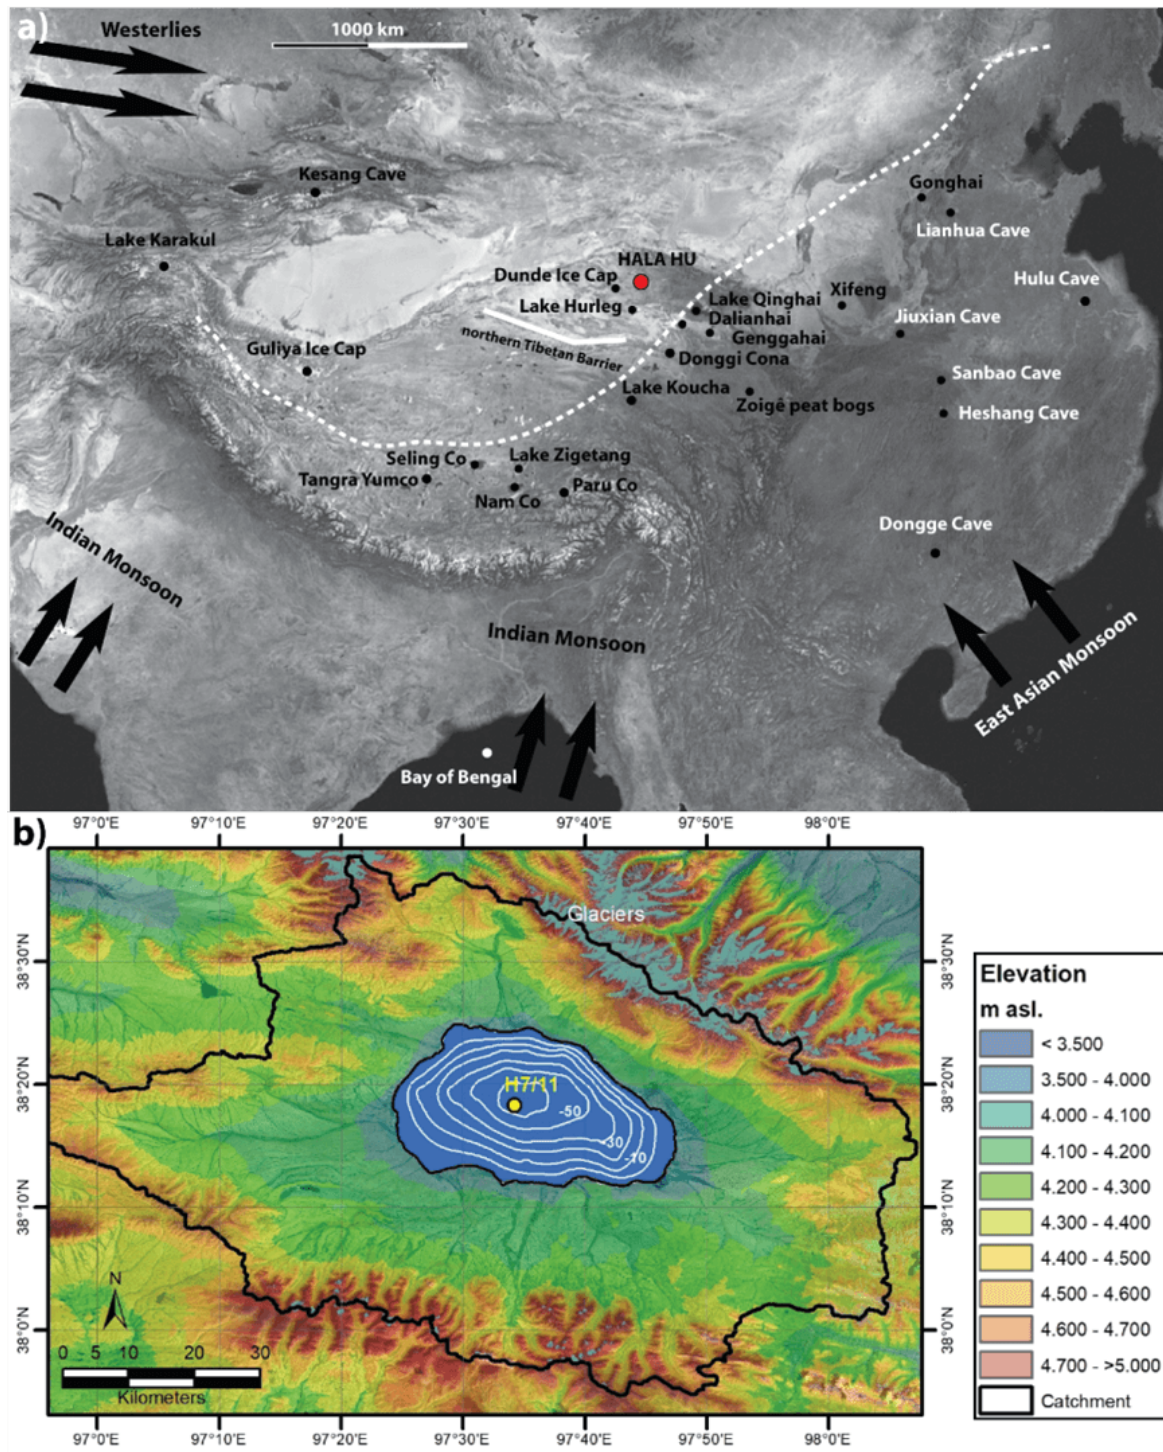 a)
Westerlies
1000 km
Kesang Cave
Gonghai
Lianhua Cave
Lake Karakul
HALA HU
Dunde Ice Cap
Hulu Cave
Lake Hurleg
Lake Qinghai
Xifeng
Dalianhai
Jiuxian Cave
Genggahai
northern Tibetan Barrier
Guliya Ice Cap
Donggi Cona
Sanbao Cave
Lake Koucha
Zoigê peat bogs
Heshang Cave
Seling Co
Lake Zigetang
Tangra Yumco
Nam Co
Paru Co
Dongge Cave
Indian Monsoon
Indian Monsoon
East Asian Monsoon
Bay of Bengal
b)
97°0'E 97°10'E 97°20'E 97°30'E 97°40'E 97°50'E 98°0'E
Glaciers
38°30'N 38°30'N
38°20'N 38°20'N
H7/11
-50
-30
-10
38°10'N 38°10'N
N
38°0'N 38°0'N
0 5 10 20 30
Kilometers
97°0'E 97°10'E 97°20'E 97°30'E 97°40'E 97°50'E 98°0'E
Elevation
m asl.
< 3.500
3.500 - 4.000
4.000 - 4.100
4.100 - 4.200
4.200 - 4.300
4.300 - 4.400
4.400 - 4.500
4.500 - 4.600
4.600 - 4.700
4.700 - >5.000
Catchment